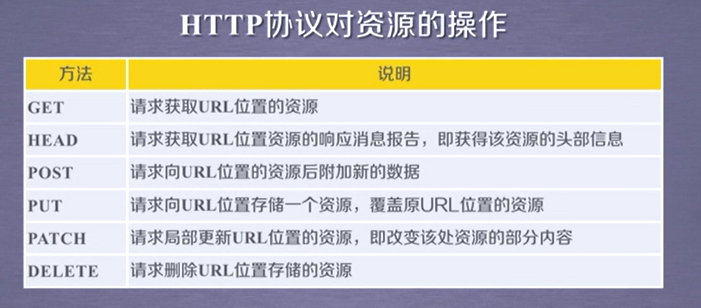 HTTP协议对资源的操作
方法 说明
GET 请求获取URL位置的资源
HEAD 请求获取URL位置资源的响应消息报告，即获得该资源的头部信息
POST 请求向URL位置的资源后附加新的数据
PUT 请求向URL位置存储一个资源，覆盖原URL位置的资源
PATCH 请求局部更新URL位置的资源，即改变该处资源的部分内容
DELETE 请求删除URL位置存储的资源